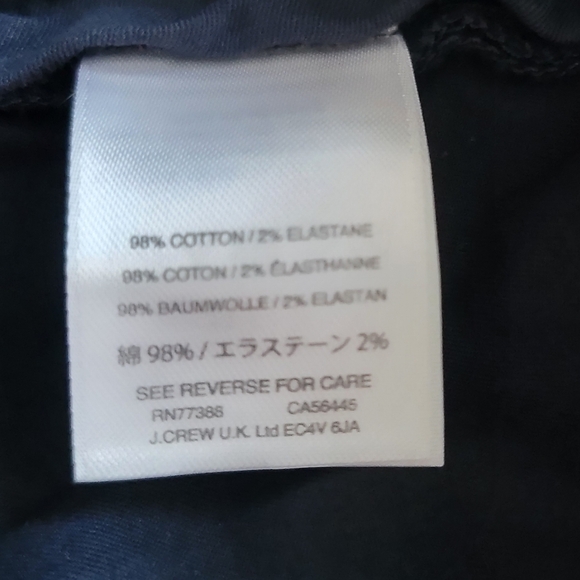 98% COTTON / 2% ELASTANE
98% COTON / 2% ÉLASTHANNE
98% BAUMWOLLE / 2% ELASTAN
綿 98% / エラステーン 2%
SEE REVERSE FOR CARE
RN77388 CA56445
J.CREW U.K. Ltd EC4V 6JA